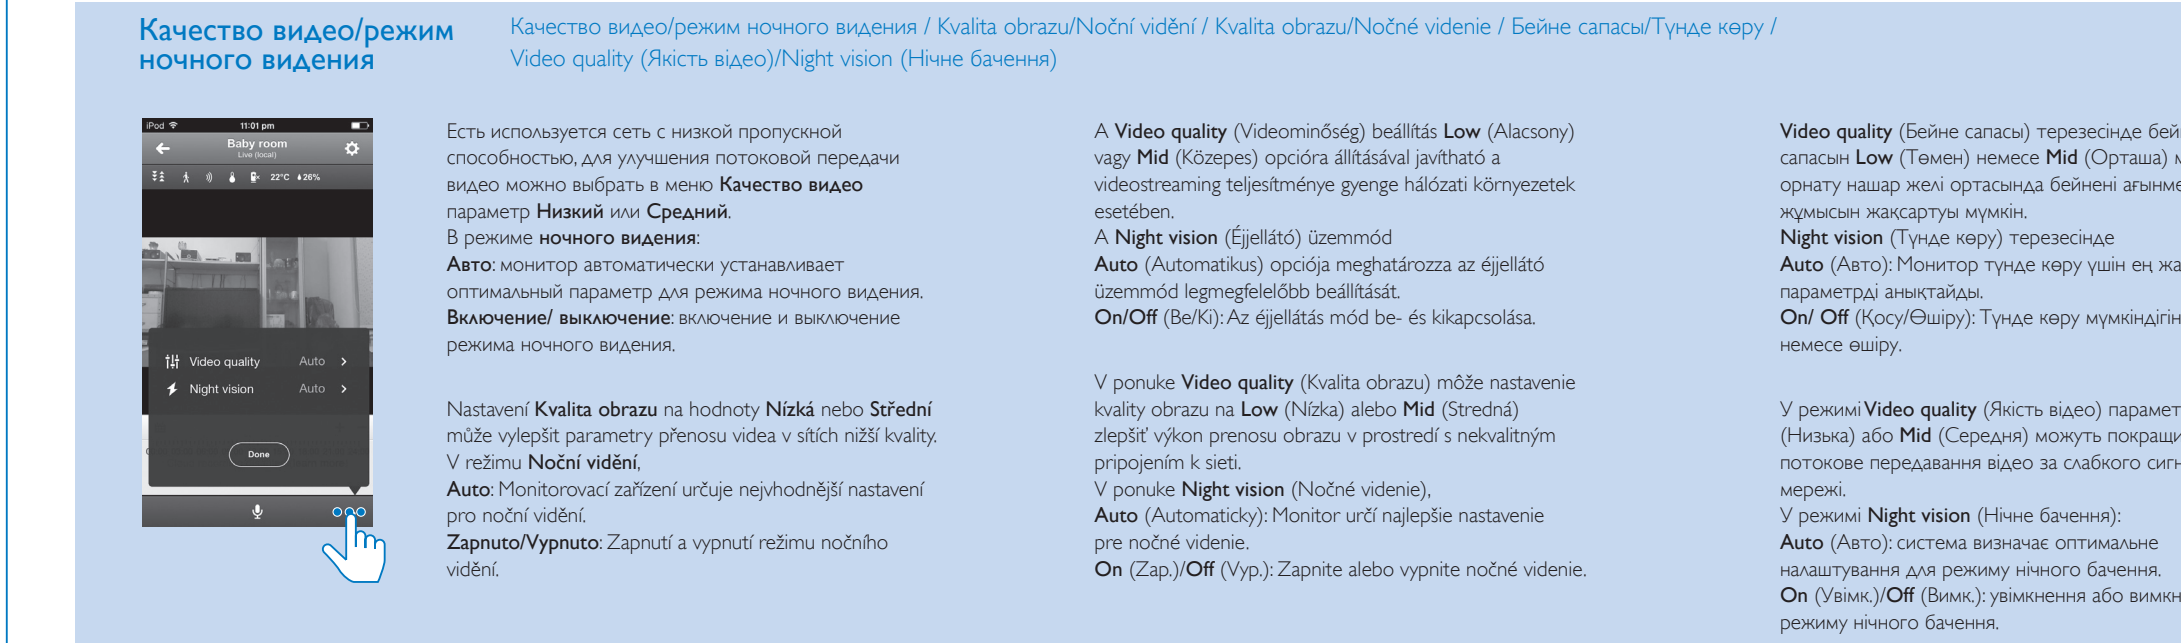 Качество видео/режим
ночного видения
Качество видео/режим ночного видения / Kvalita obrazu/Noční vidění / Kvalita obrazu/Nočné videnie / Бейне сапасы/Түнде көру /
Video quality (Якість відео)/Night vision (Нічне бачення)
iPod 11:01 pm
Baby room
Live (local)
22°C 26%
Video quality Auto
Night vision Auto
Done
Есть используется сеть с низкой пропускной
способностью, для улучшения потоковой передачи
видео можно выбрать в меню Качество видео
параметр Низкий или Средний.
В режиме ночного видения:
Авто: монитор автоматически устанавливает
оптимальный параметр для режима ночного видения.
Включение/ выключение: включение и выключение
режима ночного видения.
Nastavení Kvalita obrazu na hodnoty Nízká nebo Střední
může vylepšit parametry přenosu videa v sítích nižší kvality.
V režimu Noční vidění,
Auto: Monitorovací zařízení určuje nejvhodnější nastavení
pro noční vidění.
Zapnuto/Vypnuto: Zapnutí a vypnutí režimu nočního
vidění.
A Video quality (Videominőség) beállítás Low (Alacsony)
vagy Mid (Közepes) opcióra állításával javítható a
videostreaming teljesítménye gyenge hálózati környezetek
esetében.
A Night vision (Éjjellátó) üzemmód
Auto (Automatikus) opciója meghatározza az éjjellátó
üzemmód legmegfelelőbb beállítását.
On/Off (Be/Ki): Az éjjellátás mód be- és kikapcsolása.
V ponuke Video quality (Kvalita obrazu) môže nastavenie
kvality obrazu na Low (Nízka) alebo Mid (Stredná)
zlepšiť výkon prenosu obrazu v prostredí s nekvalitným
pripojením k sieti.
V ponuke Night vision (Nočné videnie),
Auto (Automaticky): Monitor určí najlepšie nastavenie
pre nočné videnie.
On (Zap.)/Off (Vyp.): Zapnite alebo vypnite nočné videnie.
Video quality (Бейне сапасы) терезесінде
сапасын Low (Төмен) немесе Mid (Орташа)
орнату нашар желі ортасында бейнені
жұмысын жақсартуы мүмкін.
Night vision (Түнде көру) терезесінде
Auto (Авто): Монитор түнде көру үшін ең
параметрді анықтайды.
On/ Off (Қосу/Өшіру): Түнде көру
немесе өшіру.
У режимі Video quality (Якість відео)
(Низька) або Mid (Середня) можуть
потокове передавання відео за слабкого
мережі.
У режимі Night vision (Нічне бачення):
Auto (Авто): система визначає оптимальне
налаштування для режиму нічного бачення.
On (Увімк.)/Off (Вимк.): увімкнення або
режиму нічного бачення.